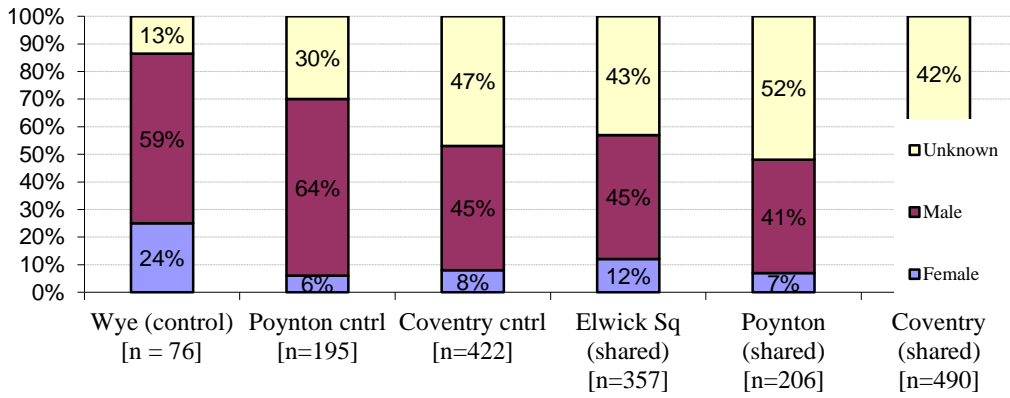 100%
90%
80%
70%
60%
50%
40%
30%
20%
10%
0%
13%
59%
24%
30%
64%
6%
47%
45%
8%
43%
45%
12%
52%
41%
7%
42%
Unknown
Male
Female
Wye (control)
[n = 76]
Poynton cntrl
[n=195]
Coventry cntrl
[n=422]
Elwick Sq
(shared)
[n=357]
Poynton
(shared)
[n=206]
Coventry
(shared)
[n=490]